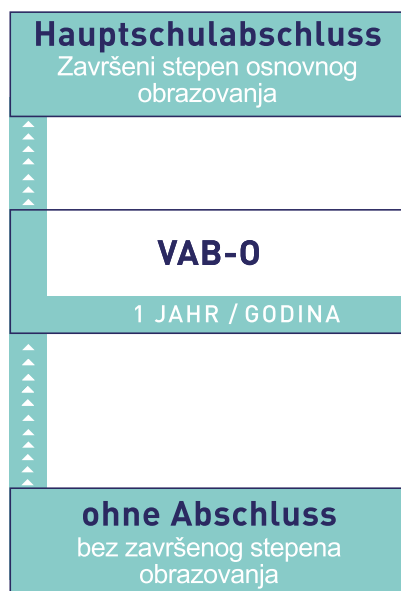 Hauptschulabschluss
Završeni stepen osnovnog
obrazovanja
VAB-O
1 JAHR / GODINA
ohne Abschluss
bez završenog stepena
obrazovanja